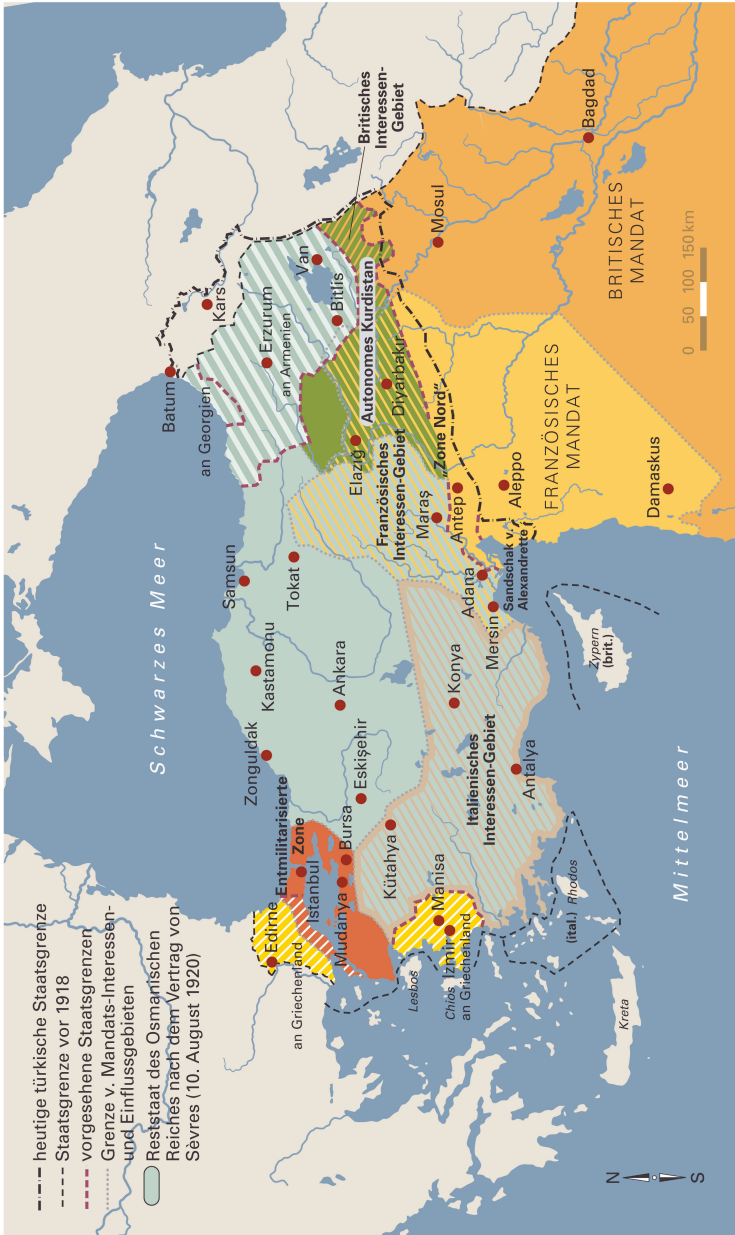 heutige türkische Staatsgrenze
Staatsgrenze vor 1918
vorgesehene Staatsgrenzen
Grenze v. Mandats-Interessen-
und Einflussgebieten
Reststaat des Osmanischen
Reiches nach dem Vertrag von
Sèvres (10. August 1920)
Schwarzes Meer
Batum
Kars
an Georgien
Erzurum
an Armenien
Van
Bitlis
Britisches
Interessen-
Gebiet
Samsun
Tokat
Kastamonu
Zonguldak
Ankara
Eskişehir
Entmilitarisierte
Zone
Istanbul
Bursa
Mudanya
Edirne
an Griechenland
Kütahya
Manisa
Izmir
an Griechenland
Lesbos
Chios
Elazığ
Autonomes Kurdistan
Diyarbakur
Französisches
Interessen-Gebiet
„Zone Nord“
Maraş
Antep
Adana
Mersin
Sandschak v.
Alexandrette
Konya
Italienisches
Interessen-Gebiet
Antalya
Mosul
Bagdad
BRITISCHES
MANDAT
Aleppo
FRANZÖSISCHES
MANDAT
Damaskus
Zypern
(brit.)
Rhodos
(ital.)
Kreta
Mittelmeer
N
S
0 50 100 150 km